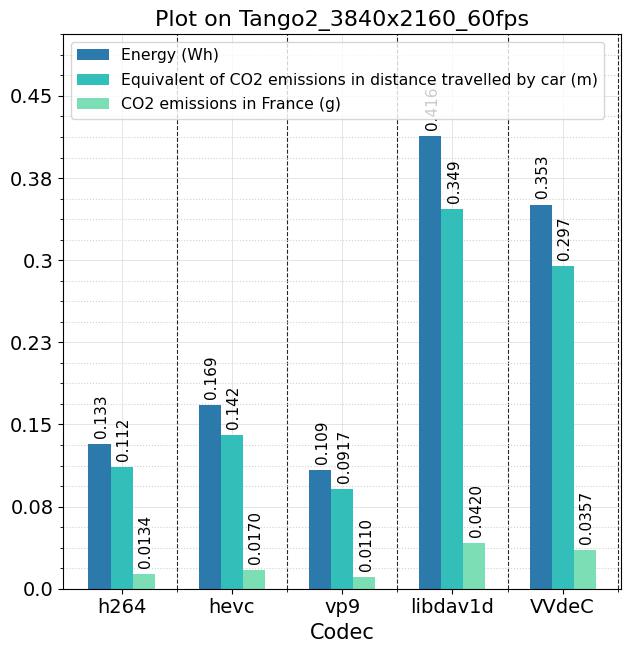 Plot on Tango2_3840x2160_60fps
Energy (Wh)
Equivalent of CO2 emissions in distance travelled by car (m)
CO2 emissions in France (g)
0.45
0.38
0.3
0.23
0.15
0.08
0.0
0.133
0.112
0.0134
0.169
0.142
0.0170
0.109
0.0917
0.0110
0.416
0.349
0.0420
0.353
0.297
0.0357
h264
hevc
vp9
libdav1d
VVdeC
Codec